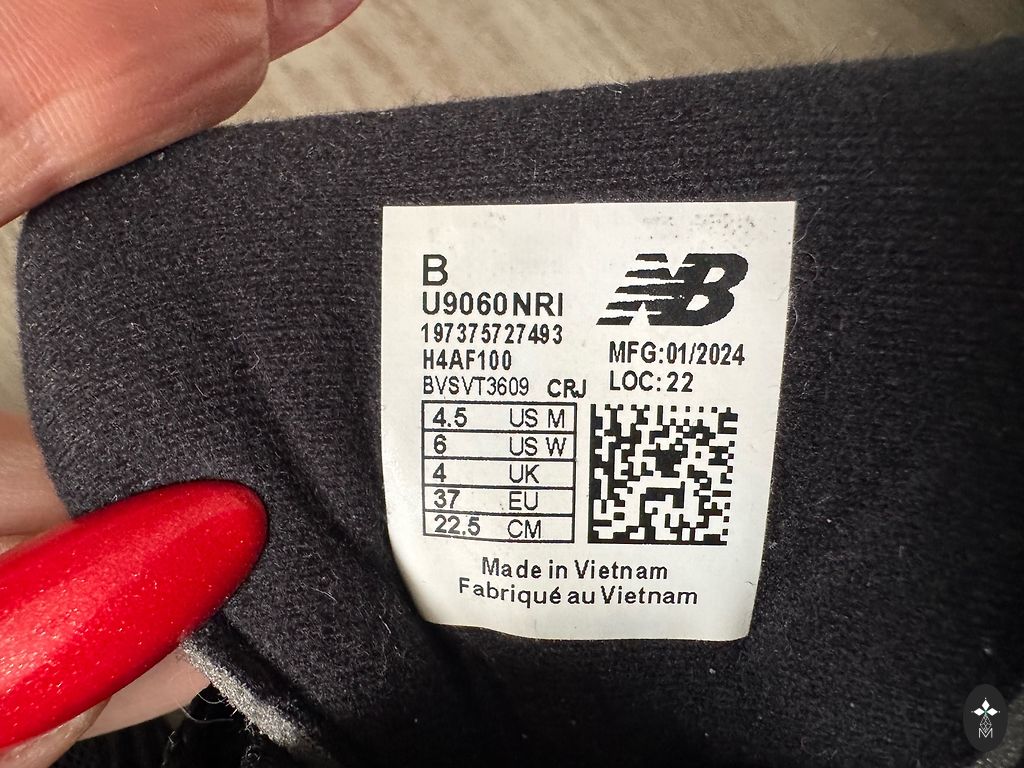 B
U9060NRI
197375727493
H4AF100
BVSVT3609 CRJ
NB
MFG:01/2024
LOC: 22
4.5 US M
6 US W
4 UK
37 EU
22.5 CM
Made in Vietnam
Fabriqué au Vietnam
M